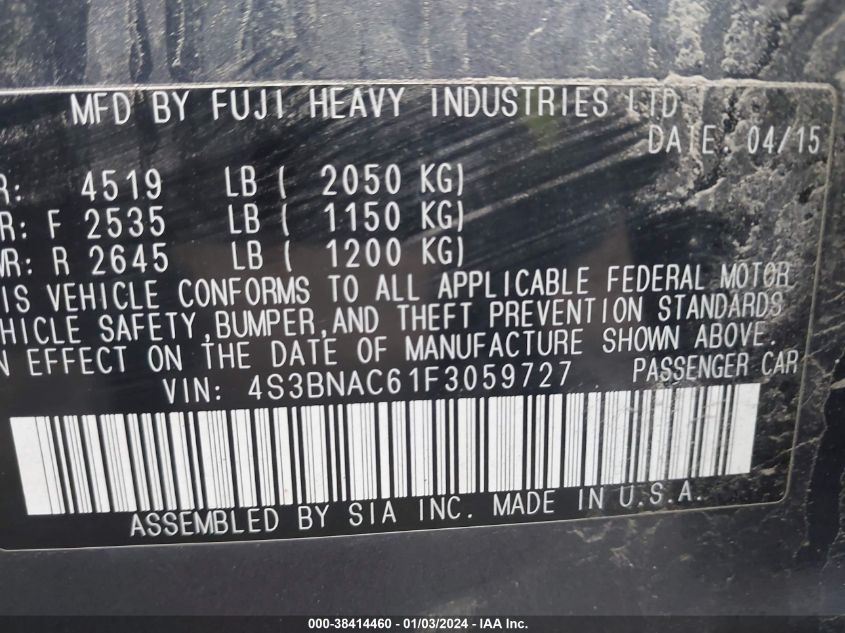 MFD BY FUJI HEAVY INDUSTRIES LTD
DATE: 04/15
R: 4519 LB ( 2050 KG)
R: F 2535 LB ( 1150 KG)
WR: R 2645 LB ( 1200 KG)
IS VEHICLE CONFORMS TO ALL APPLICABLE FEDERAL MOTOR
HICLE SAFETY,BUMPER,AND THEFT PREVENTION STANDARDS
N EFFECT ON THE DATE OF MANUFACTURE SHOWN ABOVE.
VIN: 4S3BNAC61F3059727 PASSENGER CAR
ASSEMBLED BY SIA INC. MADE IN U.S.A.
000-38414460 - 01/03/2024 - IAA Inc.